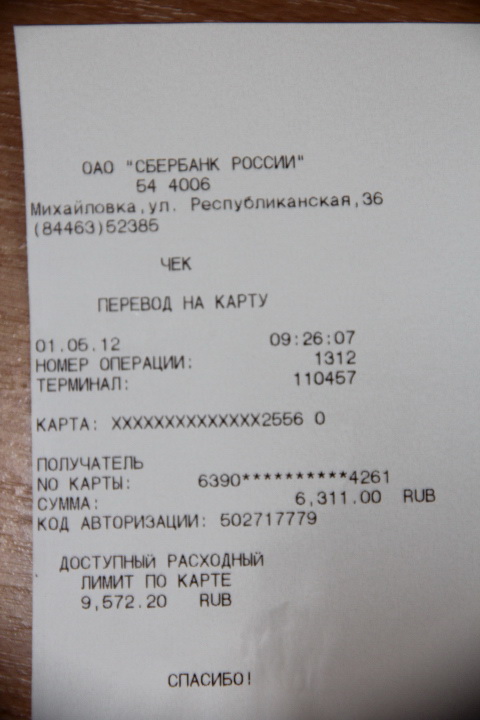 ОАО "СБЕРБАНК РОССИИ"
54 4006
Михайловка,ул. Республиканская,36
(84463)52385
ЧЕК
ПЕРЕВОД НА КАРТУ
01.06.12 09:26:07
НОМЕР ОПЕРАЦИИ: 1312
ТЕРМИНАЛ: 110457
КАРТА: XXXXXXXXXXXXXX2556 0
ПОЛУЧАТЕЛЬ
NO КАРТЫ: 6390**********4261
СУММА: 6,311.00 RUB
КОД АВТОРИЗАЦИИ: 502717779
ДОСТУПНЫЙ РАСХОДНЫЙ
ЛИМИТ ПО КАРТЕ
9,572.20 RUB
СПАСИБО!